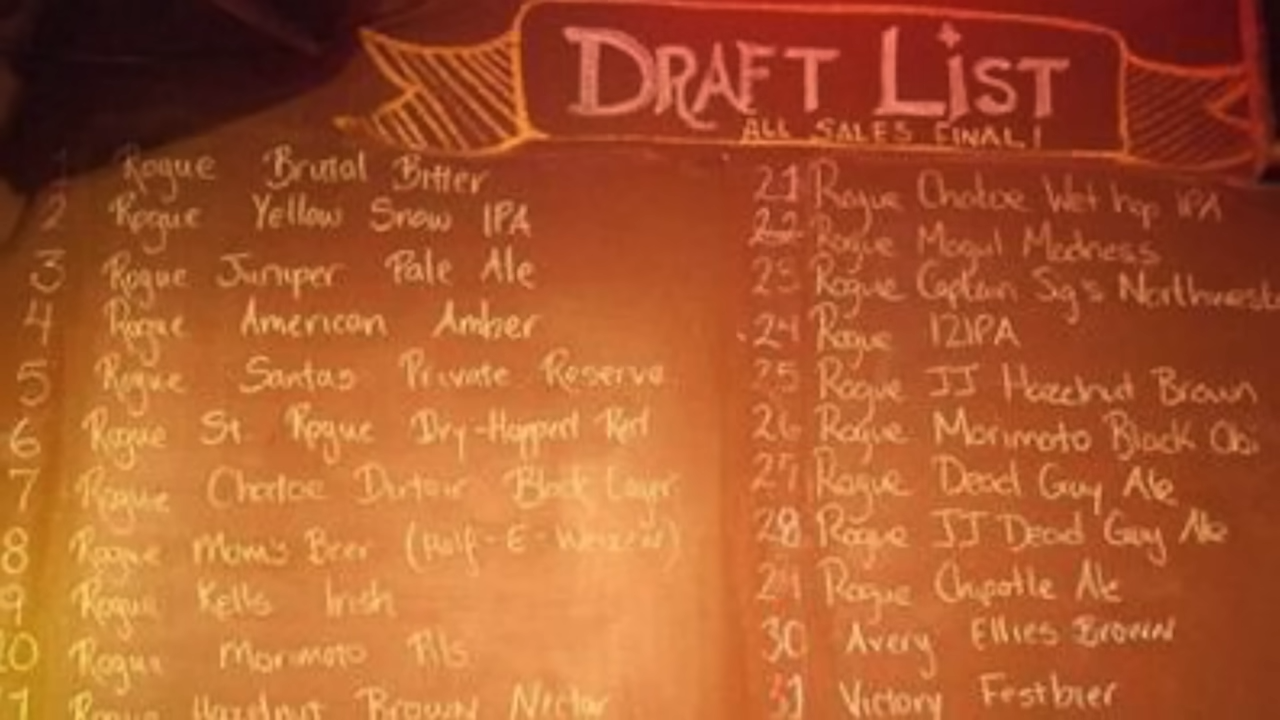 DRAFT LIST
ALL SALES FINAL!
1 Rogue Brutal Bitter
2 Rogue Yellow Snow IPA
3 Rogue Juniper Pale Ale
4 Rogue American Amber
5 Rogue Santas Private Reserve
6 Rogue St. Rogue Dry-Hopped Red
7 Rogue Chatoe Dirtoir Black Lager
8 Rogue Mom's Beer (Half-E-Weizen)
9 Rogue Kells Irish
10 Rogue Morimoto Pils
Rogue Hazelnut Brown Nectar
21 Rogue Chatoe Wet hop IPA
22 Rogue Mogul Madness
23 Rogue Captain Sig's Northwest
24 Rogue 12IPA
25 Rogue JJ Hazelnut Brown
26 Rogue Morimoto Black Obi
27 Rogue Dead Guy Ale
28 Rogue JJ Dead Guy Ale
29 Rogue Chipotle Ale
30 Avery Ellies Brown
31 Victory Festbier